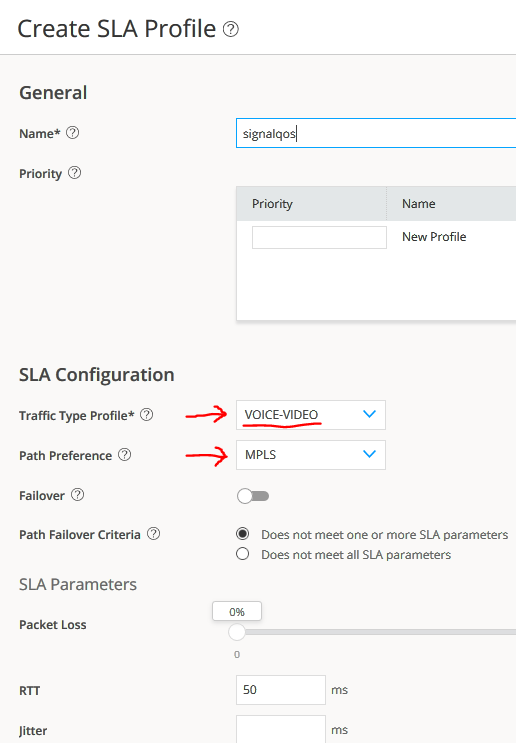 Create SLA Profile ?
General
Name* ? signalqos
Priority ?
Priority Name
New Profile
SLA Configuration
Traffic Type Profile* ? VOICE-VIDEO
Path Preference ? MPLS
Failover ?
Path Failover Criteria ? Does not meet one or more SLA parameters
Does not meet all SLA parameters
SLA Parameters
0%
Packet Loss
0
RTT 50 ms
Jitter ms